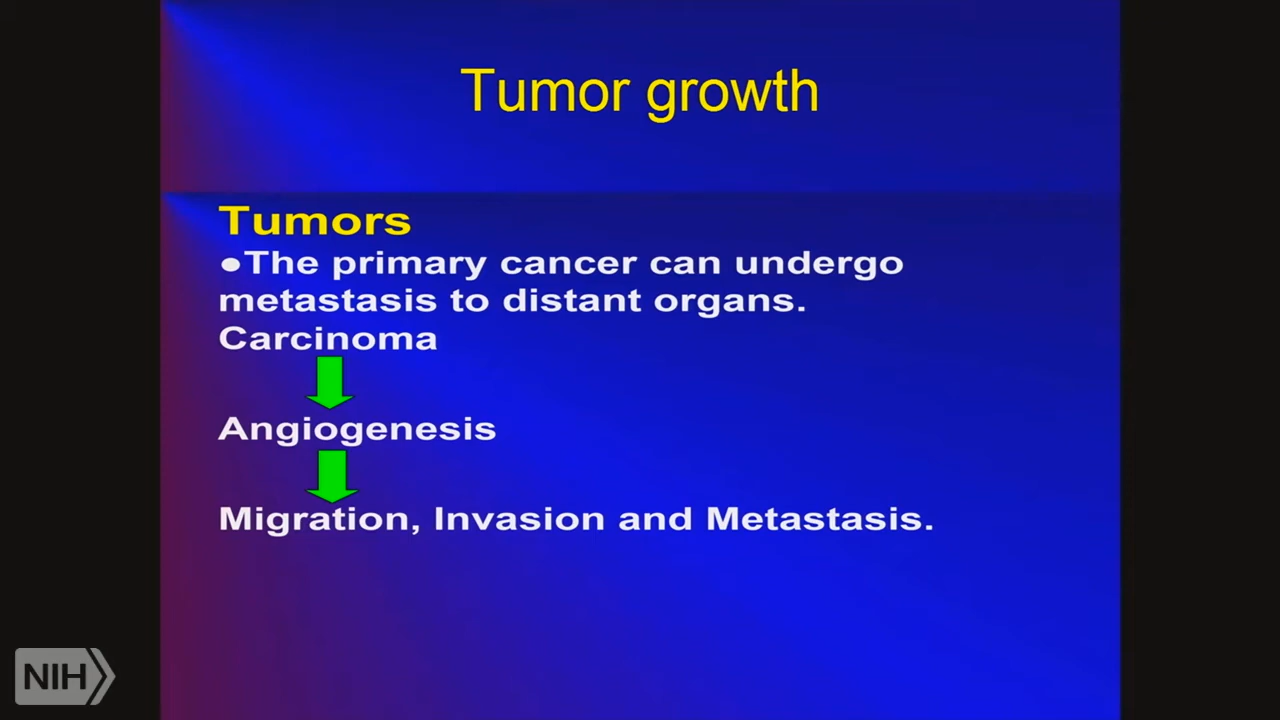 Tumor growth
Tumors
●The primary cancer can undergo
metastasis to distant organs.
Carcinoma
Angiogenesis
Migration, Invasion and Metastasis.
NIH